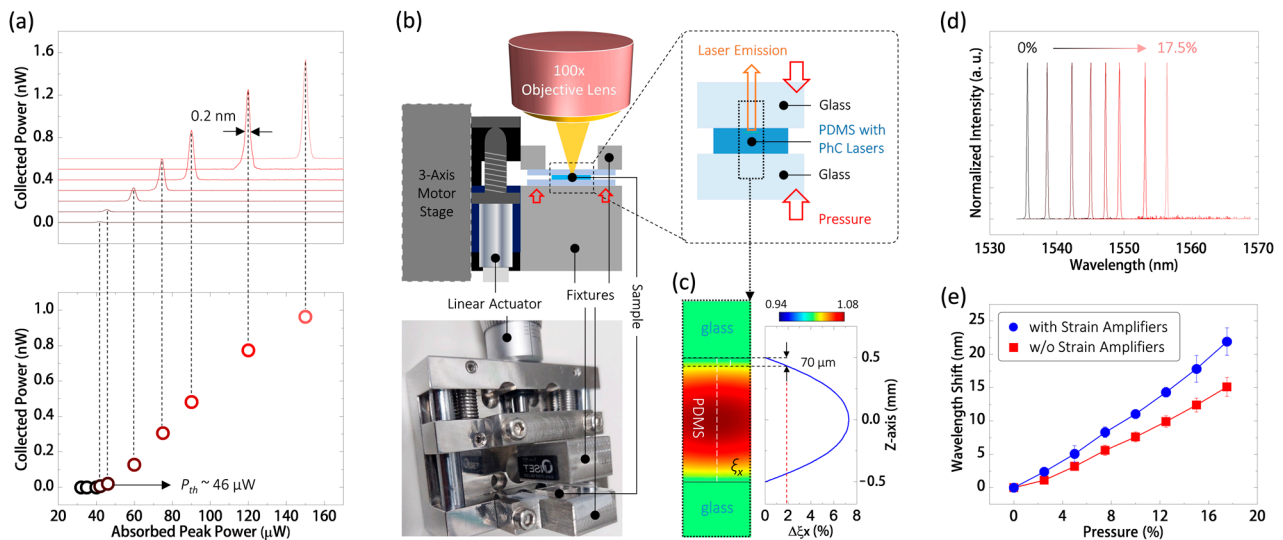 (a)
1.6
1.2
0.8
0.4
0.0
Collected Power (nW)
0.2 nm
1.0
0.8
0.6
0.4
0.2
0.0
Collected Power (nW)
P_th ~ 46 μW
20 40 60 80 100 120 140 160
Absorbed Peak Power (μW)
(b)
100x
Objective Lens
3-Axis
Motor
Stage
Linear Actuator
Fixtures
Sample
Laser Emission
Glass
PDMS with
PhC Lasers
Glass
Pressure
(c)
0.94 1.08
glass
PDMS
ξx
glass
70 μm
0.5
0.0
−0.5
Z-axis (mm)
0 2 4 6 8
Δξx (%)
(d)
0% 17.5%
Normalized Intensity (a. u.)
1530 1540 1550 1560 1570
Wavelength (nm)
(e)
with Strain Amplifiers
w/o Strain Amplifiers
25
20
15
10
5
0
Wavelength Shift (nm)
0 4 8 12 16 20
Pressure (%)